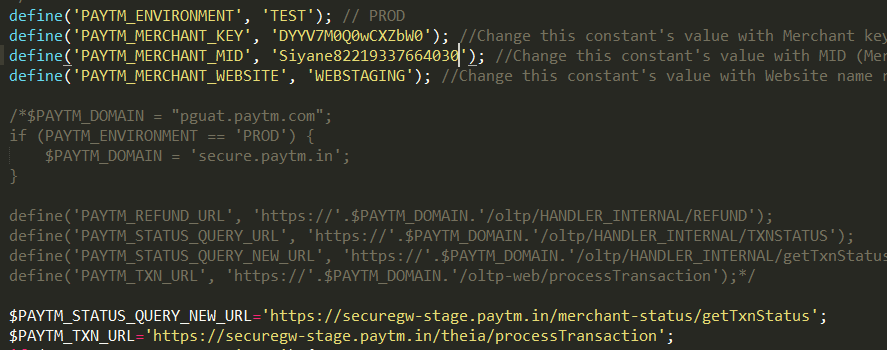 define('PAYTM_ENVIRONMENT', 'TEST'); // PROD
define('PAYTM_MERCHANT_KEY', 'DYYV7M0Q0wCXZbW0'); //Change this constant's value with Merchant key
define('PAYTM_MERCHANT_MID', 'Siyane82219337664030'); //Change this constant's value with MID (Mer
define('PAYTM_MERCHANT_WEBSITE', 'WEBSTAGING'); //Change this constant's value with Website name r
/*$PAYTM_DOMAIN = "pguat.paytm.com";
if (PAYTM_ENVIRONMENT == 'PROD') {
$PAYTM_DOMAIN = 'secure.paytm.in';
}
define('PAYTM_REFUND_URL', 'https://'.$PAYTM_DOMAIN.'/oltp/HANDLER_INTERNAL/REFUND');
define('PAYTM_STATUS_QUERY_URL', 'https://'.$PAYTM_DOMAIN.'/oltp/HANDLER_INTERNAL/TXNSTATUS');
define('PAYTM_STATUS_QUERY_NEW_URL', 'https://'.$PAYTM_DOMAIN.'/oltp/HANDLER_INTERNAL/getTxnStatus
define('PAYTM_TXN_URL', 'https://'.$PAYTM_DOMAIN.'/oltp-web/processTransaction');*/
$PAYTM_STATUS_QUERY_NEW_URL='https://securegw-stage.paytm.in/merchant-status/getTxnStatus';
$PAYTM_TXN_URL='https://securegw-stage.paytm.in/theia/processTransaction';